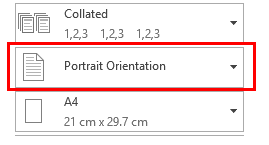 Collated
1,2,3 1,2,3 1,2,3
Portrait Orientation
A4
21 cm x 29.7 cm